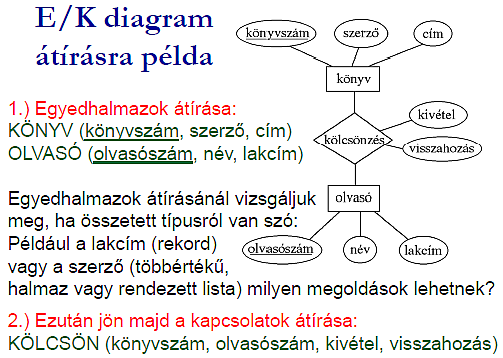 E/K diagram
átírásra példa
könyvszám
szerző
cím
könyv
kivétel
kölcsönzés
visszahozás
olvasó
olvasószám
név
lakcím
1.) Egyedhalmazok átírása:
KÖNYV (könyvszám, szerző, cím)
OLVASÓ (olvasószám, név, lakcím)
Egyedhalmazok átírásánál vizsgáljuk
meg, ha összetett típusról van szó:
Például a lakcím (rekord)
vagy a szerző (többértékű,
halmaz vagy rendezett lista) milyen megoldások lehetnek?
2.) Ezután jön majd a kapcsolatok átírása:
KÖLCSÖN (könyvszám, olvasószám, kivétel, visszahozás)